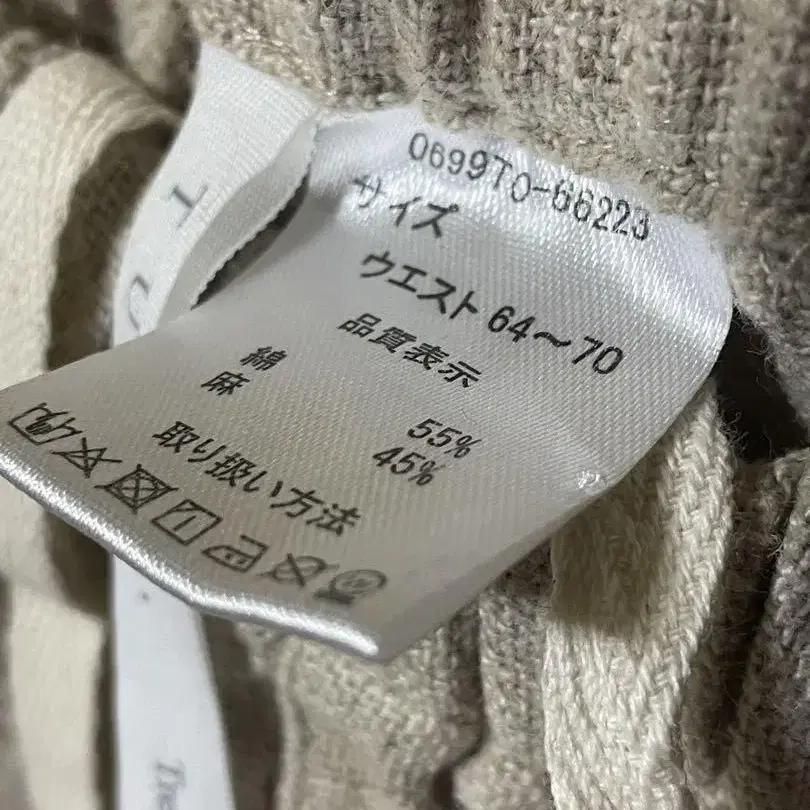 0699T0-66223
サイズ
ウエスト 64〜70
品質表示
綿 55%
麻 45%
取り扱い方法